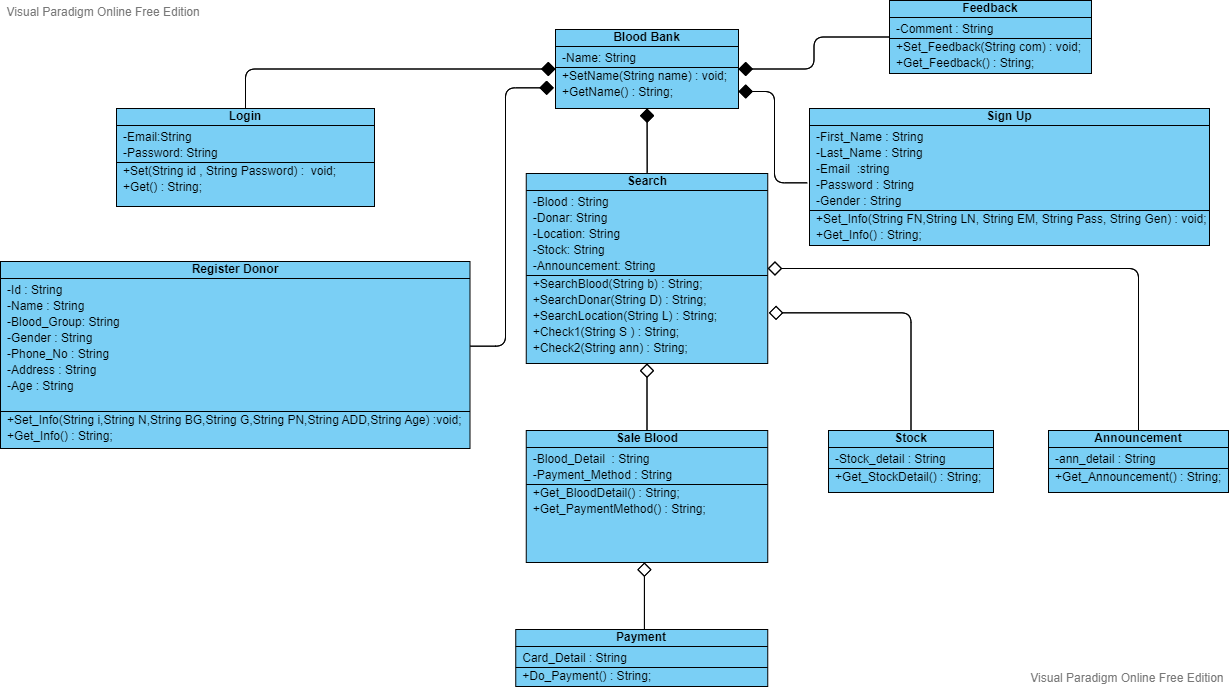 Visual Paradigm Online Free Edition
Feedback
-Comment : String
+Set_Feedback(String com) : void;
+Get_Feedback() : String;
Blood Bank
-Name: String
+SetName(String name) : void;
+GetName() : String;
Login
-Email:String
-Password: String
+Set(String id , String Password) :  void;
+Get() : String;
Sign Up
-First_Name : String
-Last_Name : String
-Email  :string
-Password : String
-Gender : String
+Set_Info(String FN,String LN, String EM, String Pass, String Gen) : void;
+Get_Info() : String;
Search
-Blood : String
-Donar: String
-Location: String
-Stock: String
-Announcement: String
+SearchBlood(String b) : String;
+SearchDonar(String D) : String;
+SearchLocation(String L) : String;
+Check1(String S ) : String;
+Check2(String ann) : String;
Register Donor
-Id : String
-Name : String
-Blood_Group: String
-Gender : String
-Phone_No : String
-Address : String
-Age : String
+Set_Info(String i,String N,String BG,String G,String PN,String ADD,String Age) :void;
+Get_Info() : String;
Sale Blood
-Blood_Detail  : String
-Payment_Method : String
+Get_BloodDetail() : String;
+Get_PaymentMethod() : String;
Stock
-Stock_detail : String
+Get_StockDetail() : String;
Announcement
-ann_detail : String
+Get_Announcement() : String;
Payment
Card_Detail : String
+Do_Payment() : String;
Visual Paradigm Online Free Edition